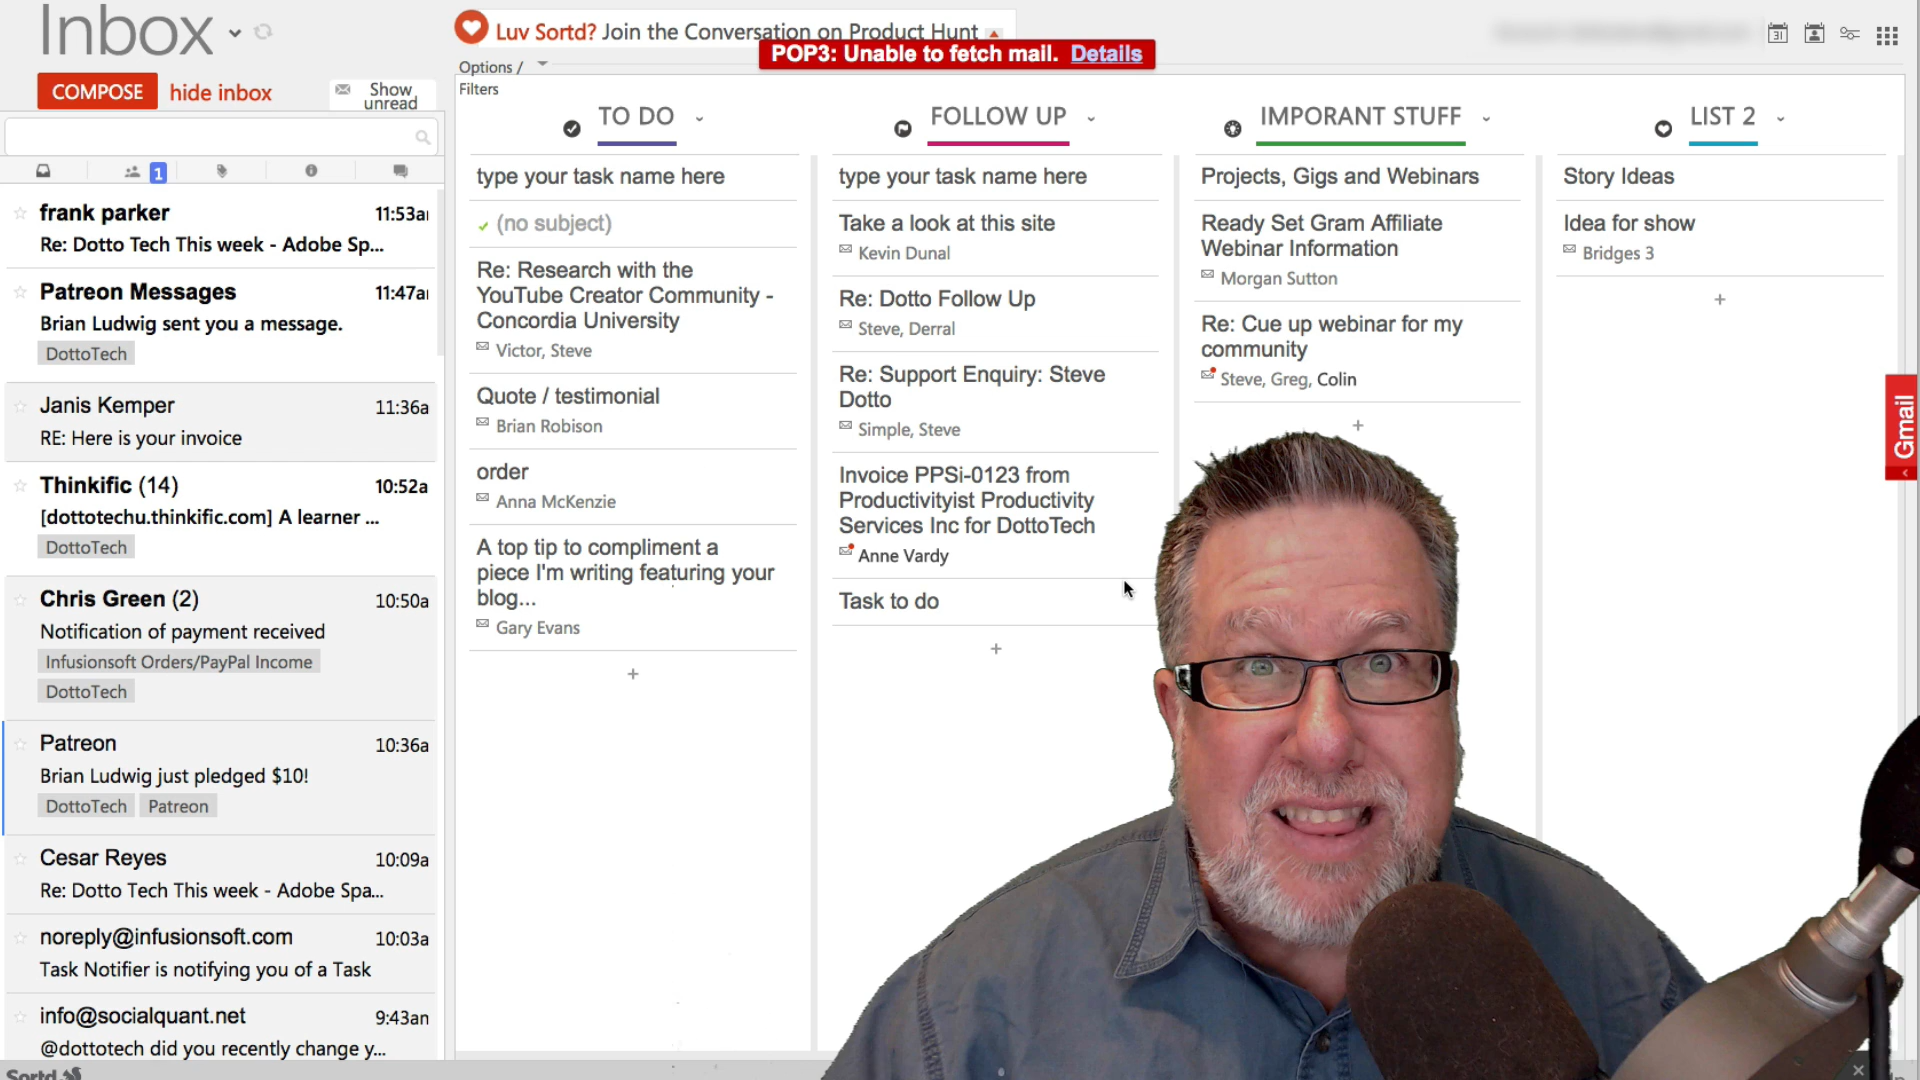 Inbox
Luv Sortd? Join the Conversation on Product Hunt
POP3: Unable to fetch mail. Details
31
COMPOSE
hide inbox
Show
unread
Options /
Filters
1
frank parker 11:53a
Re: Dotto Tech This week - Adobe Sp...
Patreon Messages 11:47a
Brian Ludwig sent you a message.
DottoTech
Janis Kemper 11:36a
RE: Here is your invoice
Thinkific (14) 10:52a
[dottotechu.thinkific.com] A learner ...
DottoTech
Chris Green (2) 10:50a
Notification of payment received
Infusionsoft Orders/PayPal Income
DottoTech
Patreon 10:36a
Brian Ludwig just pledged $10!
DottoTech Patreon
Cesar Reyes 10:09a
Re: Dotto Tech This week - Adobe Spa...
noreply@infusionsoft.com 10:03a
Task Notifier is notifying you of a Task
info@socialquant.net 9:43am
@dottotech did you recently change y...
Sortd
TO DO
type your task name here
(no subject)
Re: Research with the
YouTube Creator Community -
Concordia University
Victor, Steve
Quote / testimonial
Brian Robison
order
Anna McKenzie
A top tip to compliment a
piece I'm writing featuring your
blog...
Gary Evans
+
FOLLOW UP
type your task name here
Take a look at this site
Kevin Dunal
Re: Dotto Follow Up
Steve, Derral
Re: Support Enquiry: Steve
Dotto
Simple, Steve
Invoice PPSi-0123 from
Productivityist Productivity
Services Inc for DottoTech
Anne Vardy
Task to do
+
IMPORANT STUFF
Projects, Gigs and Webinars
Ready Set Gram Affiliate
Webinar Information
Morgan Sutton
Re: Cue up webinar for my
community
Steve, Greg, Colin
+
LIST 2
Story Ideas
Idea for show
Bridges 3
+
Gmail